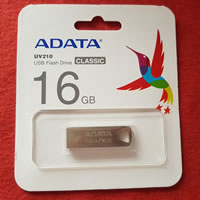 ADATA
UV210
USB Flash Drive CLASSIC
16
GB
ADATA